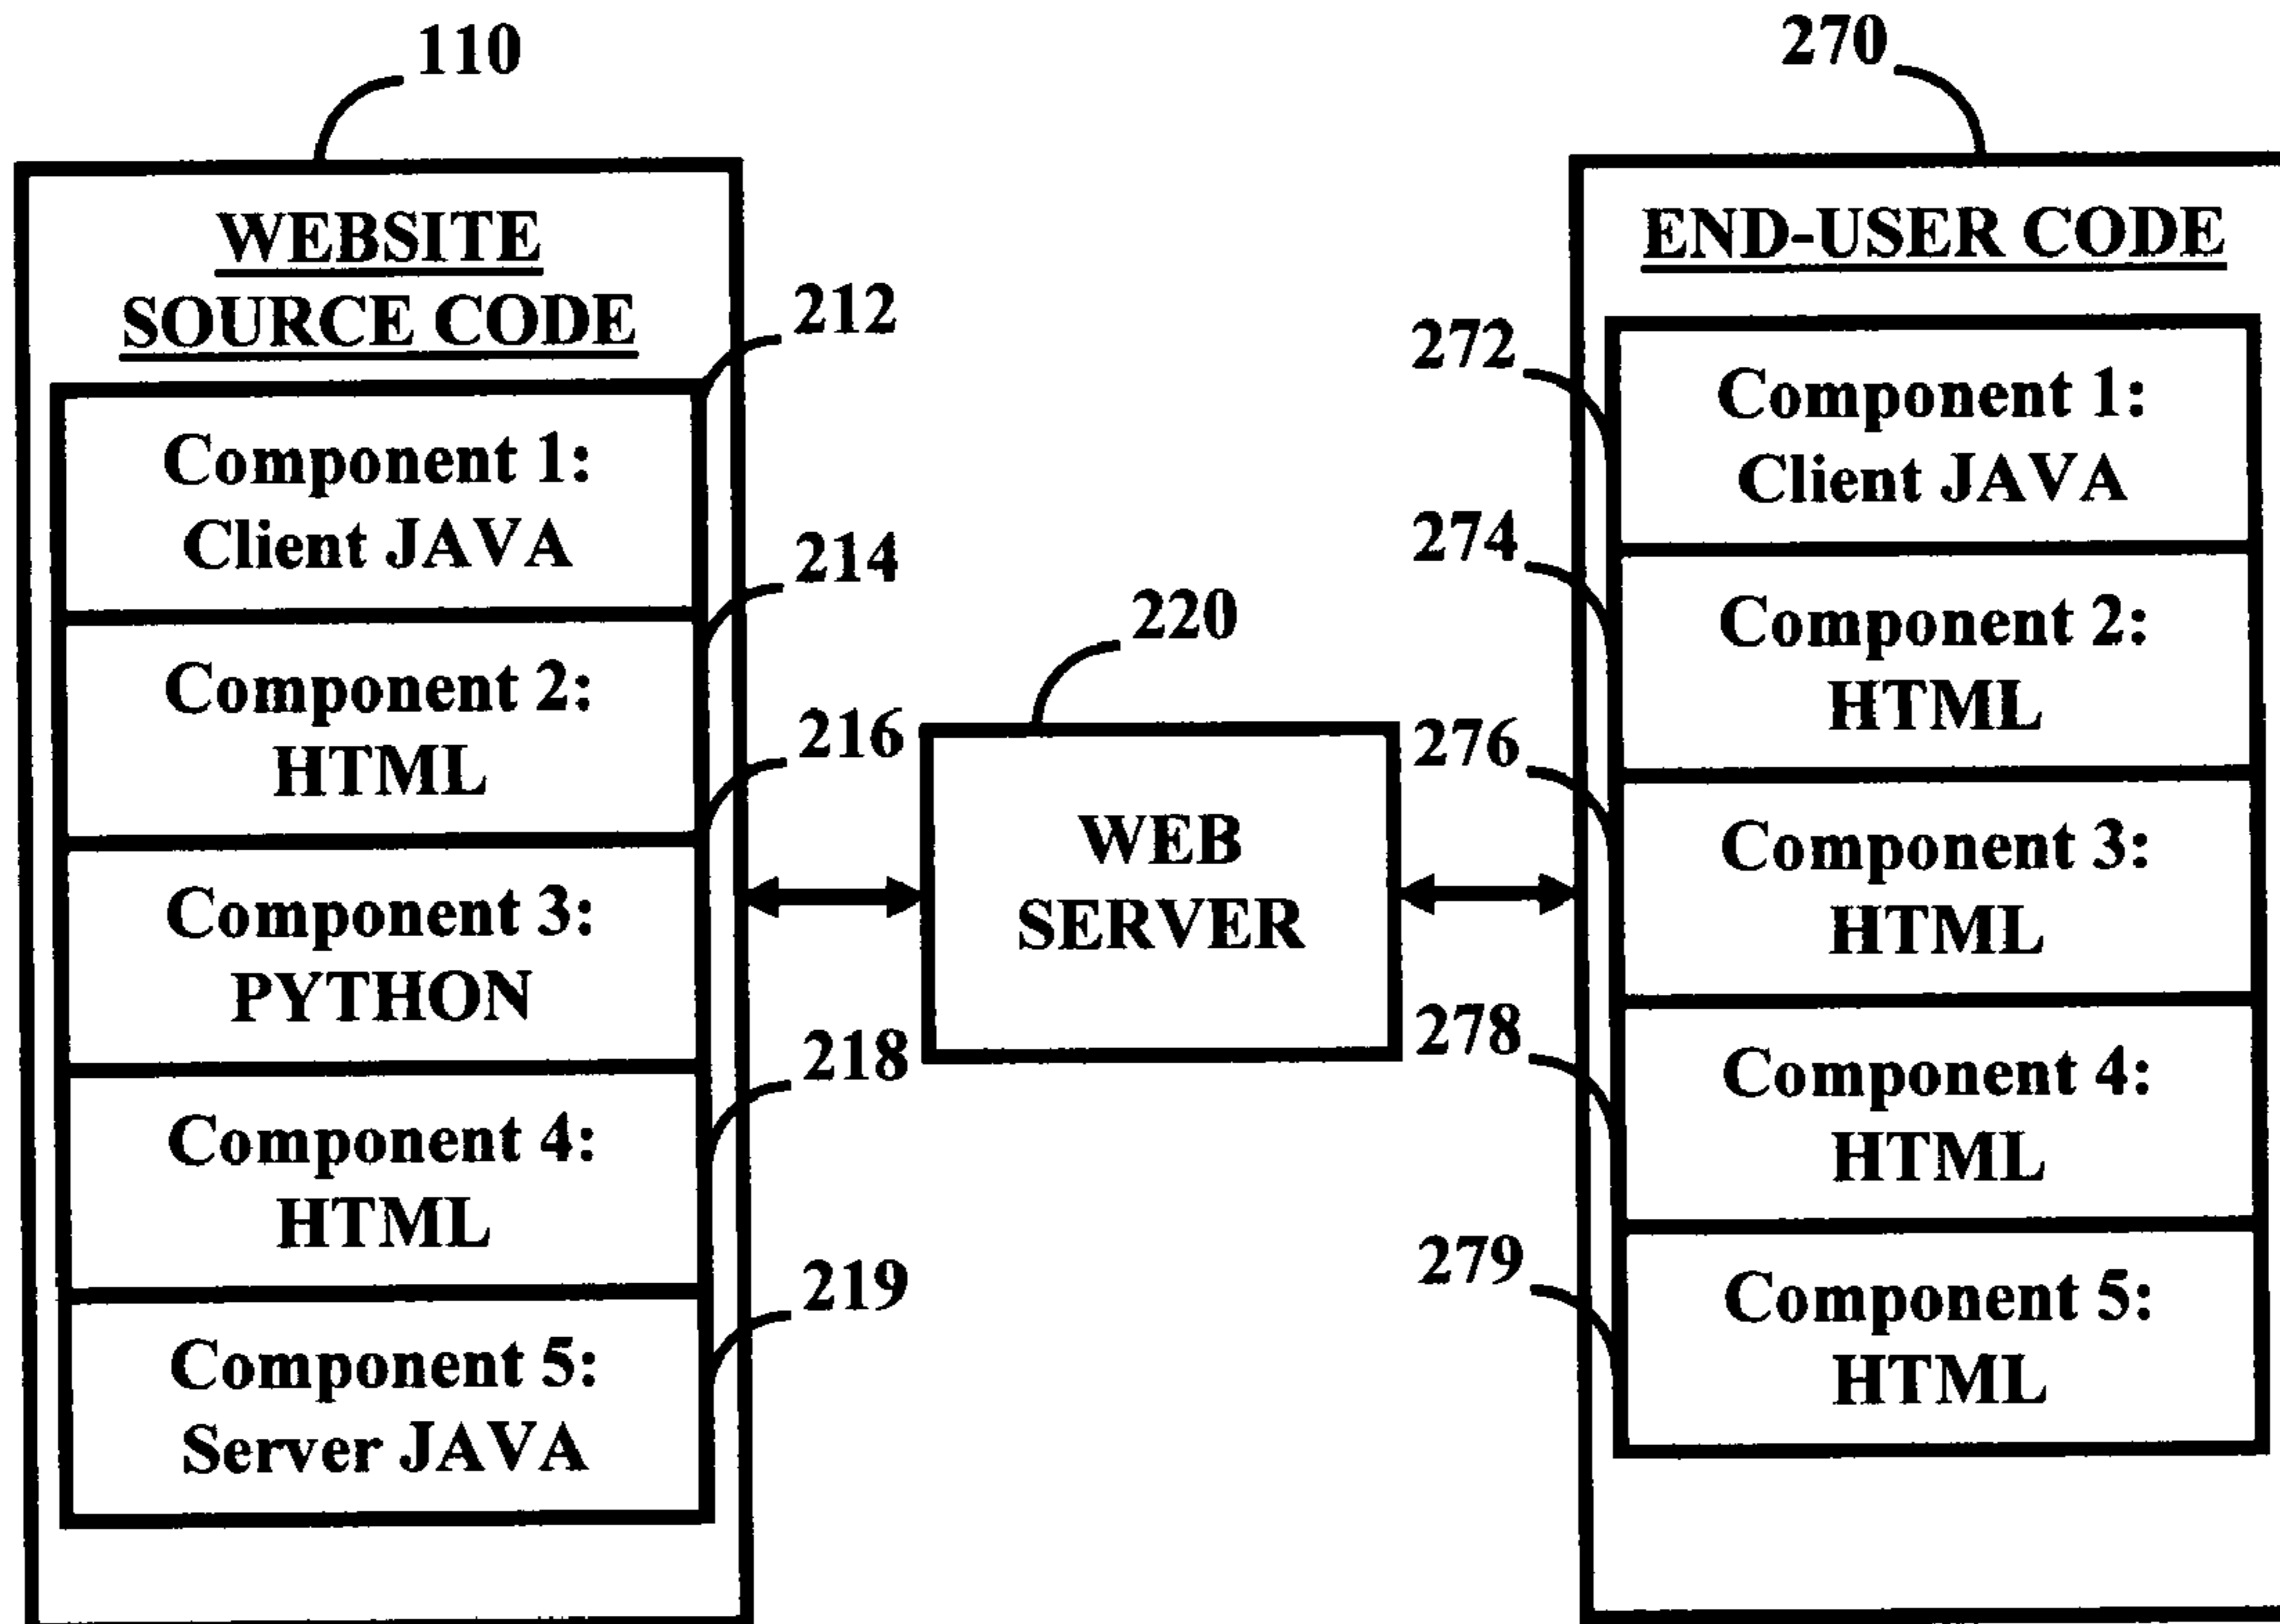 110
WEBSITE
SOURCE CODE
212
Component 1:
Client JAVA
214
Component 2:
HTML
216
Component 3:
PYTHON
218
Component 4:
HTML
219
Component 5:
Server JAVA
220
WEB
SERVER
270
END-USER CODE
272
Component 1:
Client JAVA
274
Component 2:
HTML
276
Component 3:
HTML
278
Component 4:
HTML
279
Component 5:
HTML